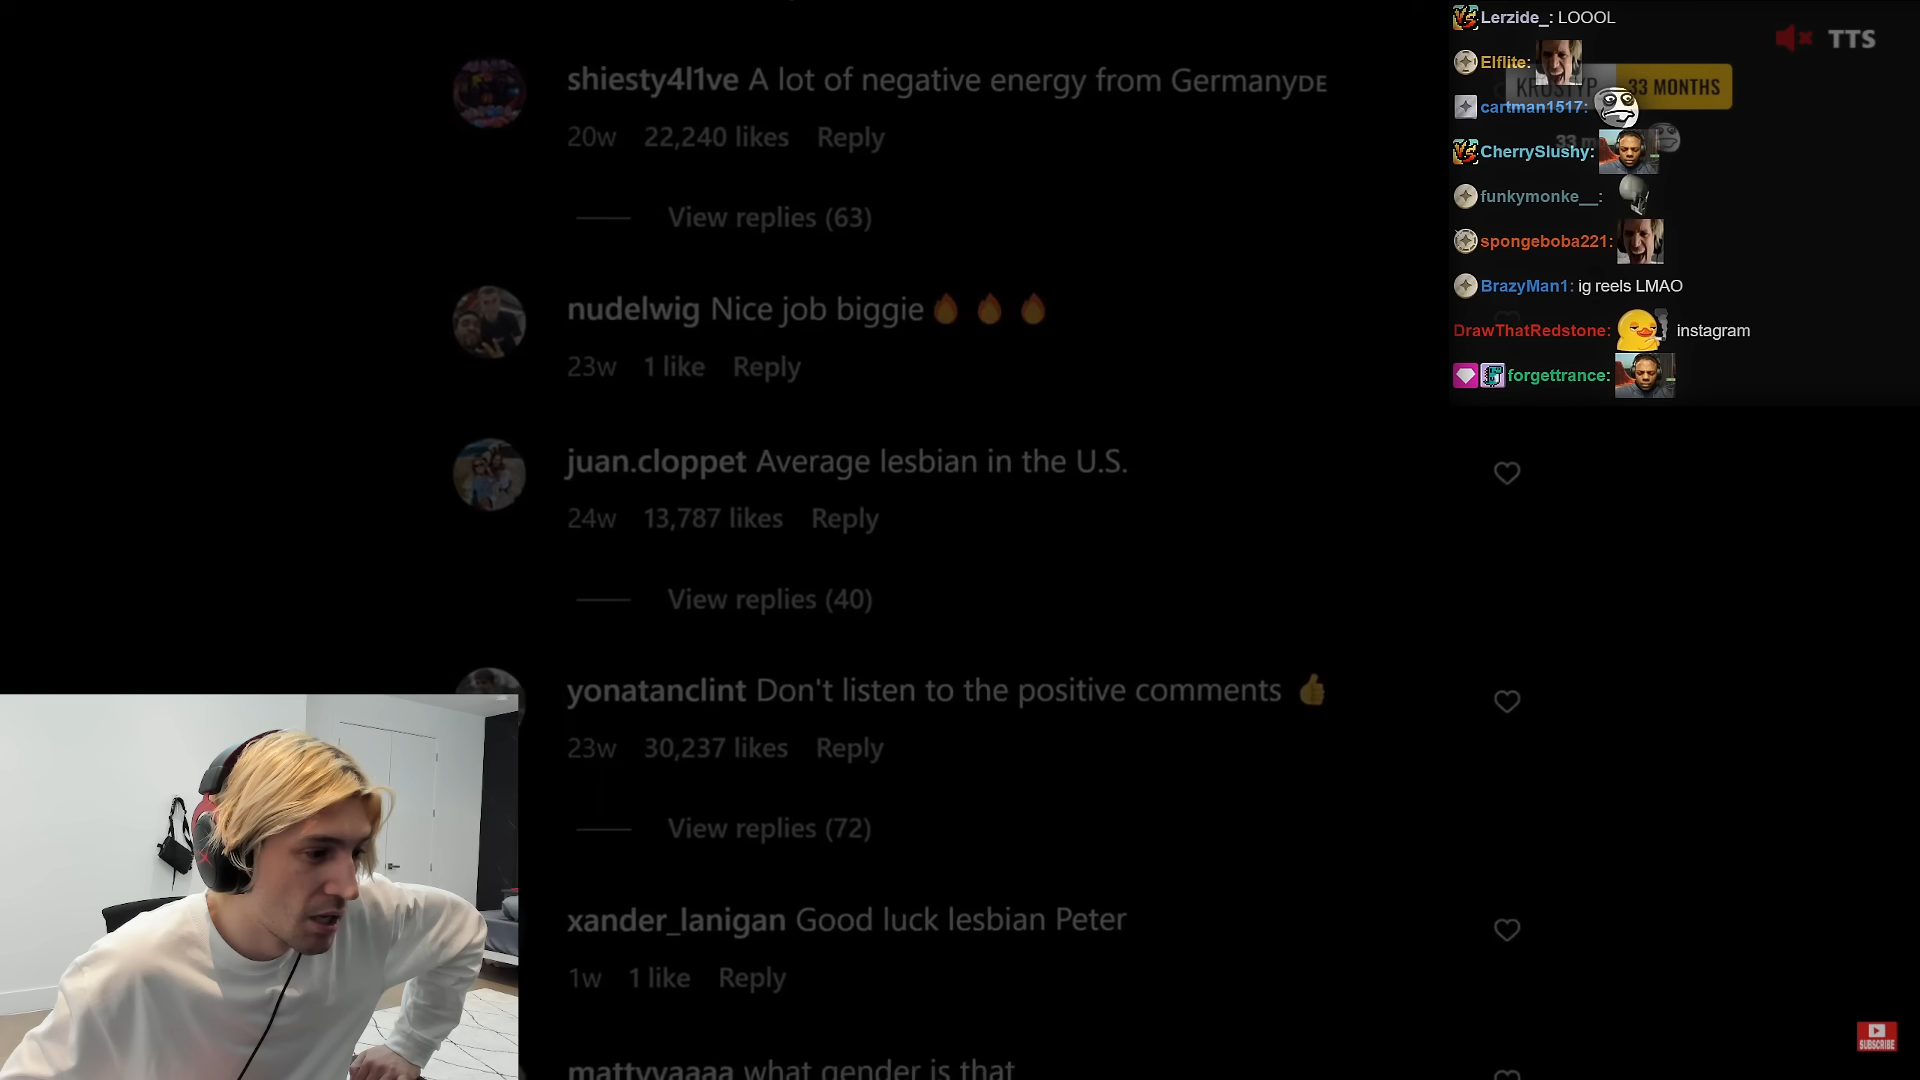 shiesty4l1ve A lot of negative energy from GermanyDE
20w 22,240 likes Reply
View replies (63)
nudelwig Nice job biggie🔥🔥🔥
23w 1 like Reply
juan.cloppet Average lesbian in the U.S.
24w 13,787 likes Reply
View replies (40)
yonatanclint Don't listen to the positive comments 👍
23w 30,237 likes Reply
View replies (72)
xander_lanigan Good luck lesbian Peter
1w 1 like Reply
mattyyaaaa what gender is that
Lerzide_: LOOOL
Elflite:
cartman1517:
CherrySlushy:
funkymonke__:
spongeboba221:
BrazyMan1: ig reels LMAO
DrawThatRedstone: instagram
forgettrance:
TTS
33 MONTHS
SUBSCRIBE